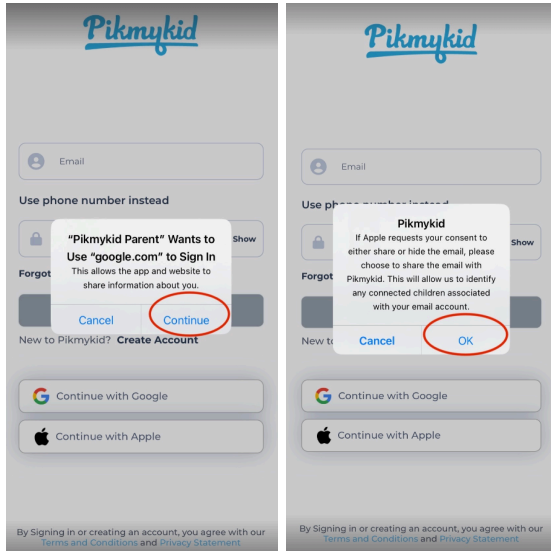 Pikmykid
Email
Use phone number instead
Show
"Pikmykid Parent" Wants to
Use "google.com" to Sign In
This allows the app and website to
share information about you.
Forgot
Cancel
Continue
New to Pikmykid? Create Account
Continue with Google
Continue with Apple
By Signing in or creating an account, you agree with our
Terms and Conditions and Privacy Statement
Pikmykid
Email
Use phone number instead
Show
Pikmykid
If Apple requests your consent to
either share or hide the email, please
choose to share the email with
Pikmykid. This will allow us to identify
any connected children associated
with your email account.
Forgot
Cancel
OK
New to
Continue with Google
Continue with Apple
By Signing in or creating an account, you agree with our
Terms and Conditions and Privacy Statement